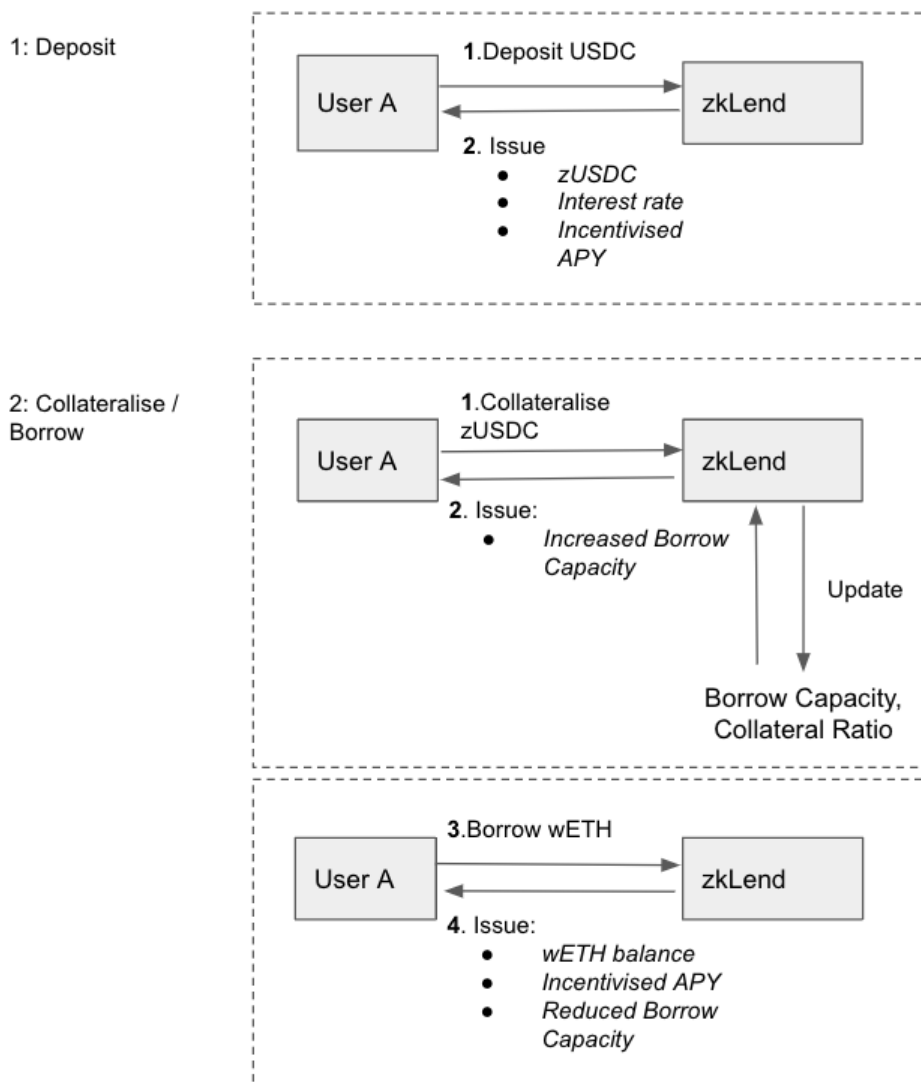 1: Deposit
1.Deposit USDC
User A
zkLend
2. Issue
● zUSDC
● Interest rate
● Incentivised
APY
2: Collateralise /
Borrow
1.Collateralise
zUSDC
User A
zkLend
2. Issue:
● Increased Borrow
Capacity
Update
Borrow Capacity,
Collateral Ratio
3.Borrow wETH
User A
zkLend
4. Issue:
● wETH balance
● Incentivised APY
● Reduced Borrow
Capacity